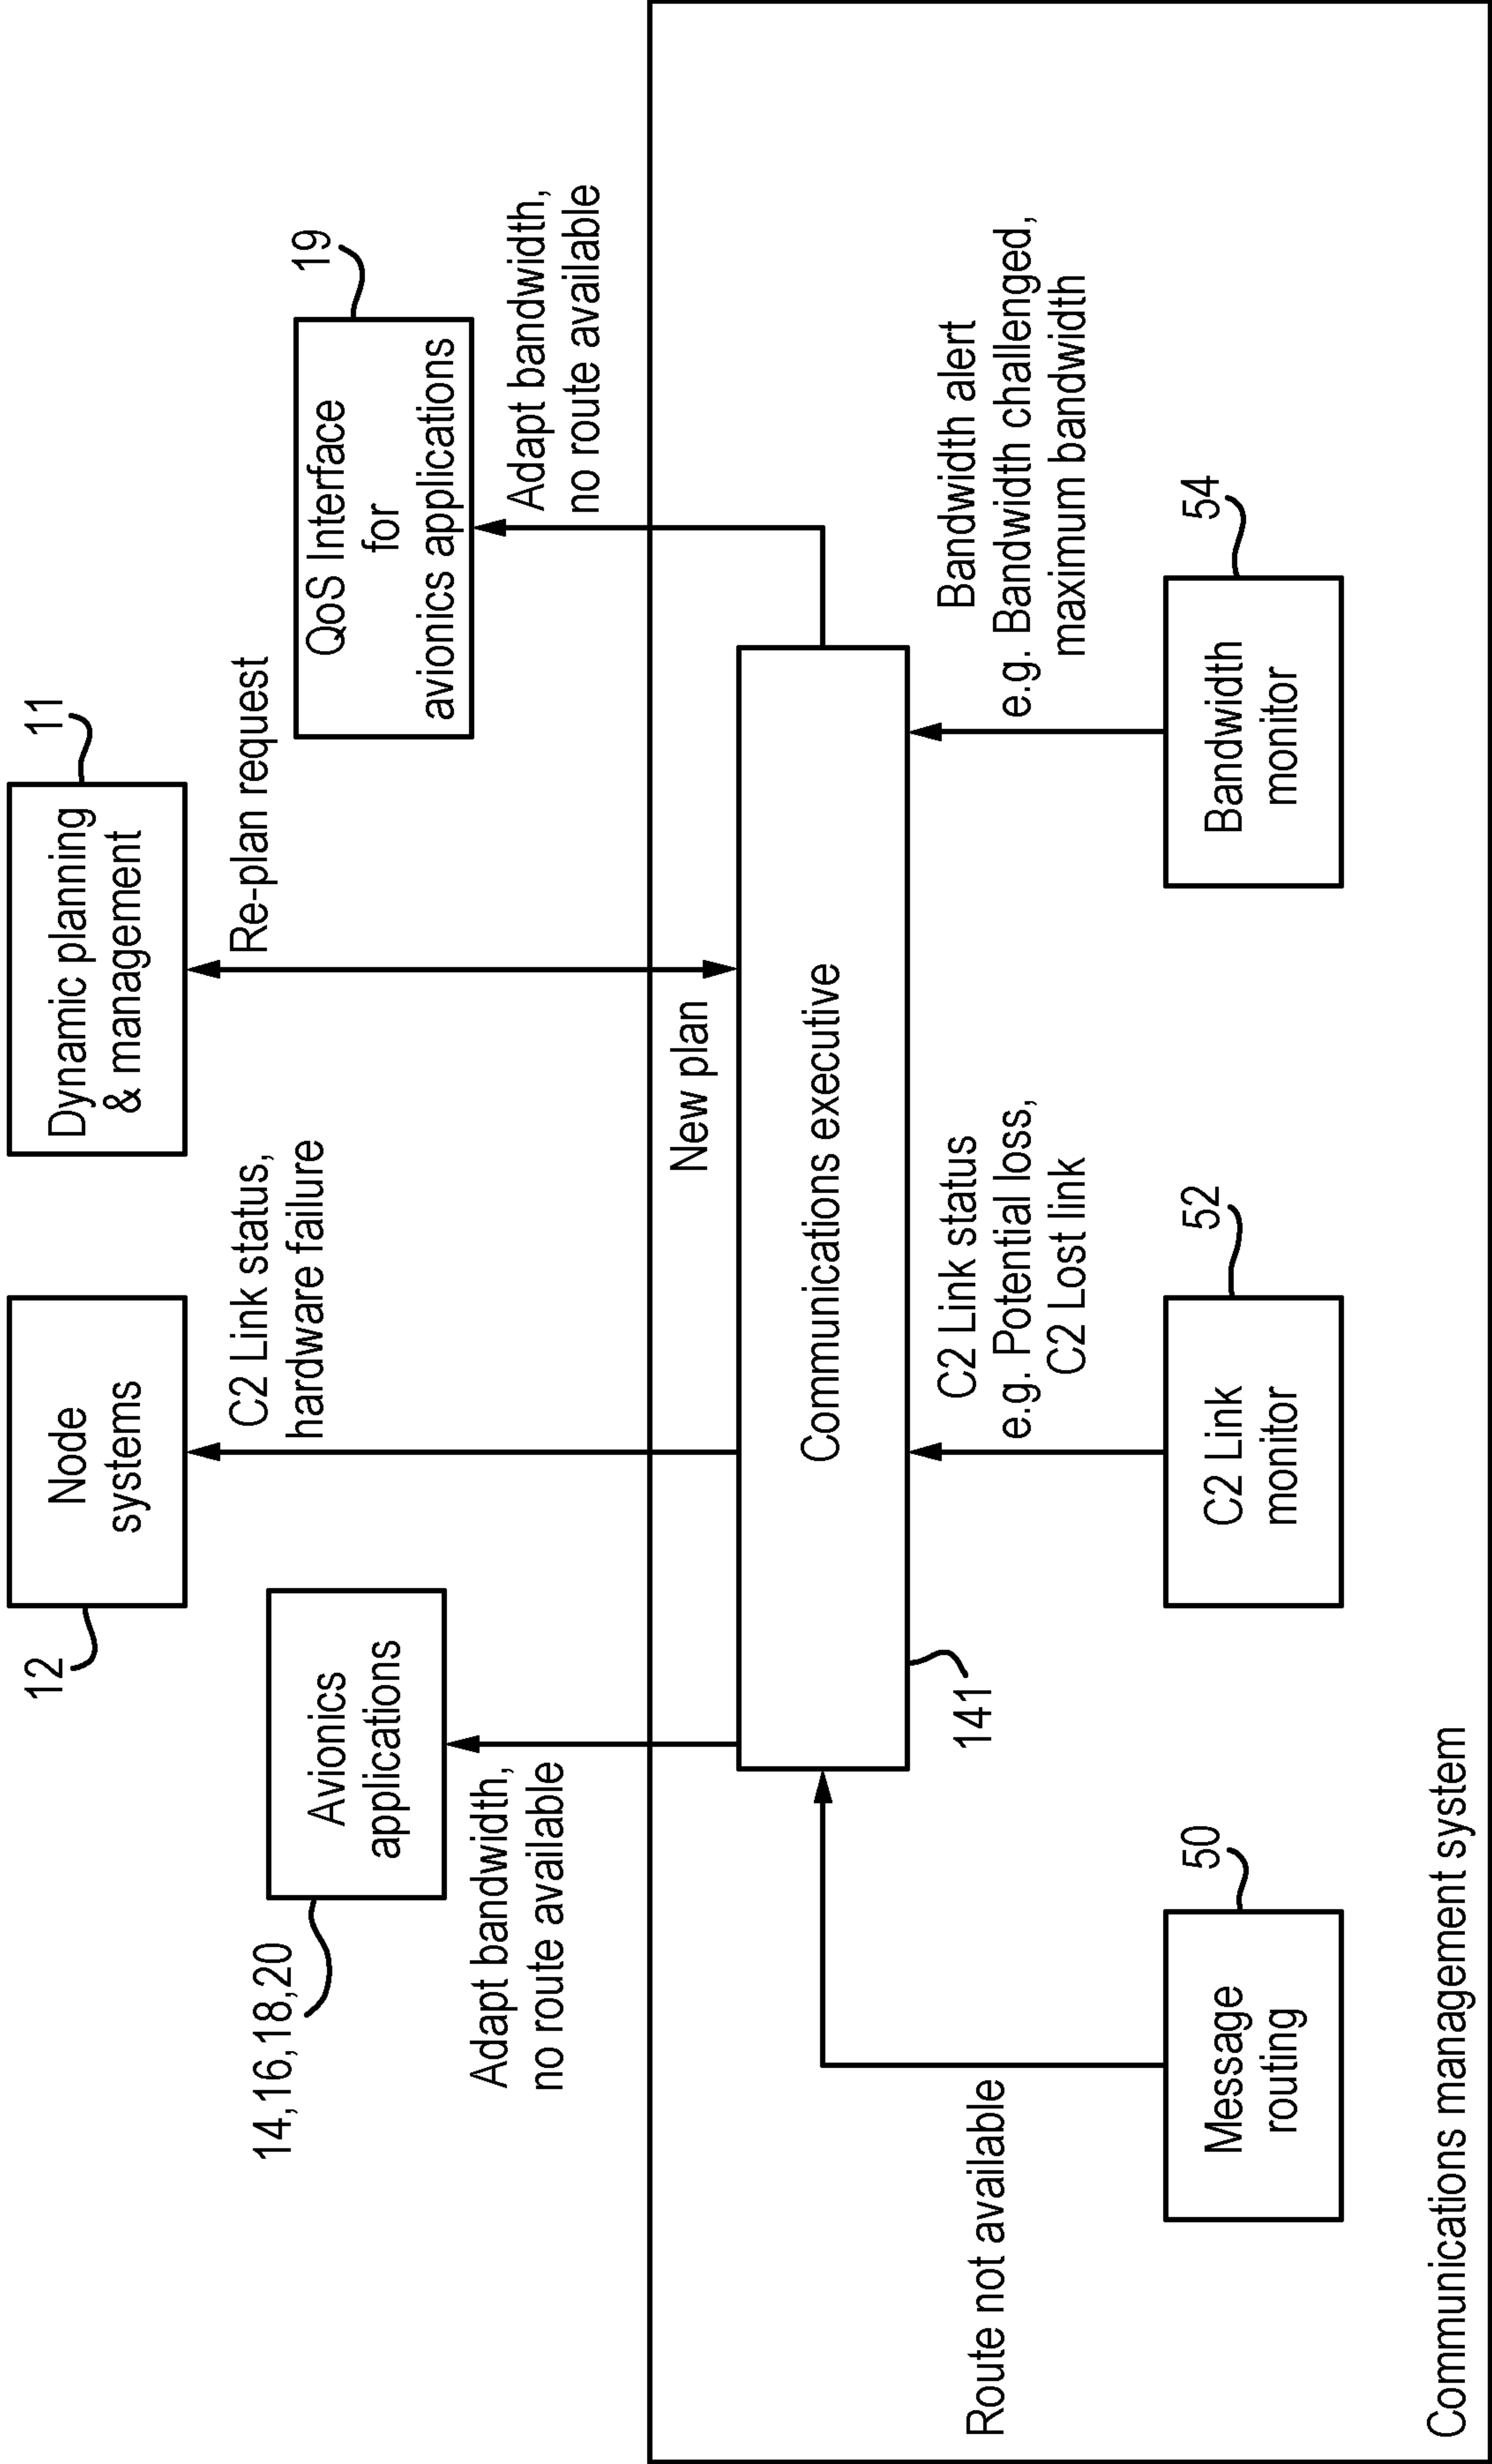 12
Node
systems
Dynamic planning
& management
11
C2 Link status,
hardware failure
Re-plan request
14,16,18,20
Avionics
applications
QoS Interface
for
avionics applications
19
Adapt bandwidth,
no route available
Adapt bandwidth,
no route available
New plan
Communications executive
141
Route not available
C2 Link status
e.g. Potential loss,
C2 Lost link
Bandwidth alert
e.g. Bandwidth challenged,
maximum bandwidth
50
Message
routing
52
C2 Link
monitor
54
Bandwidth
monitor
Communications management system